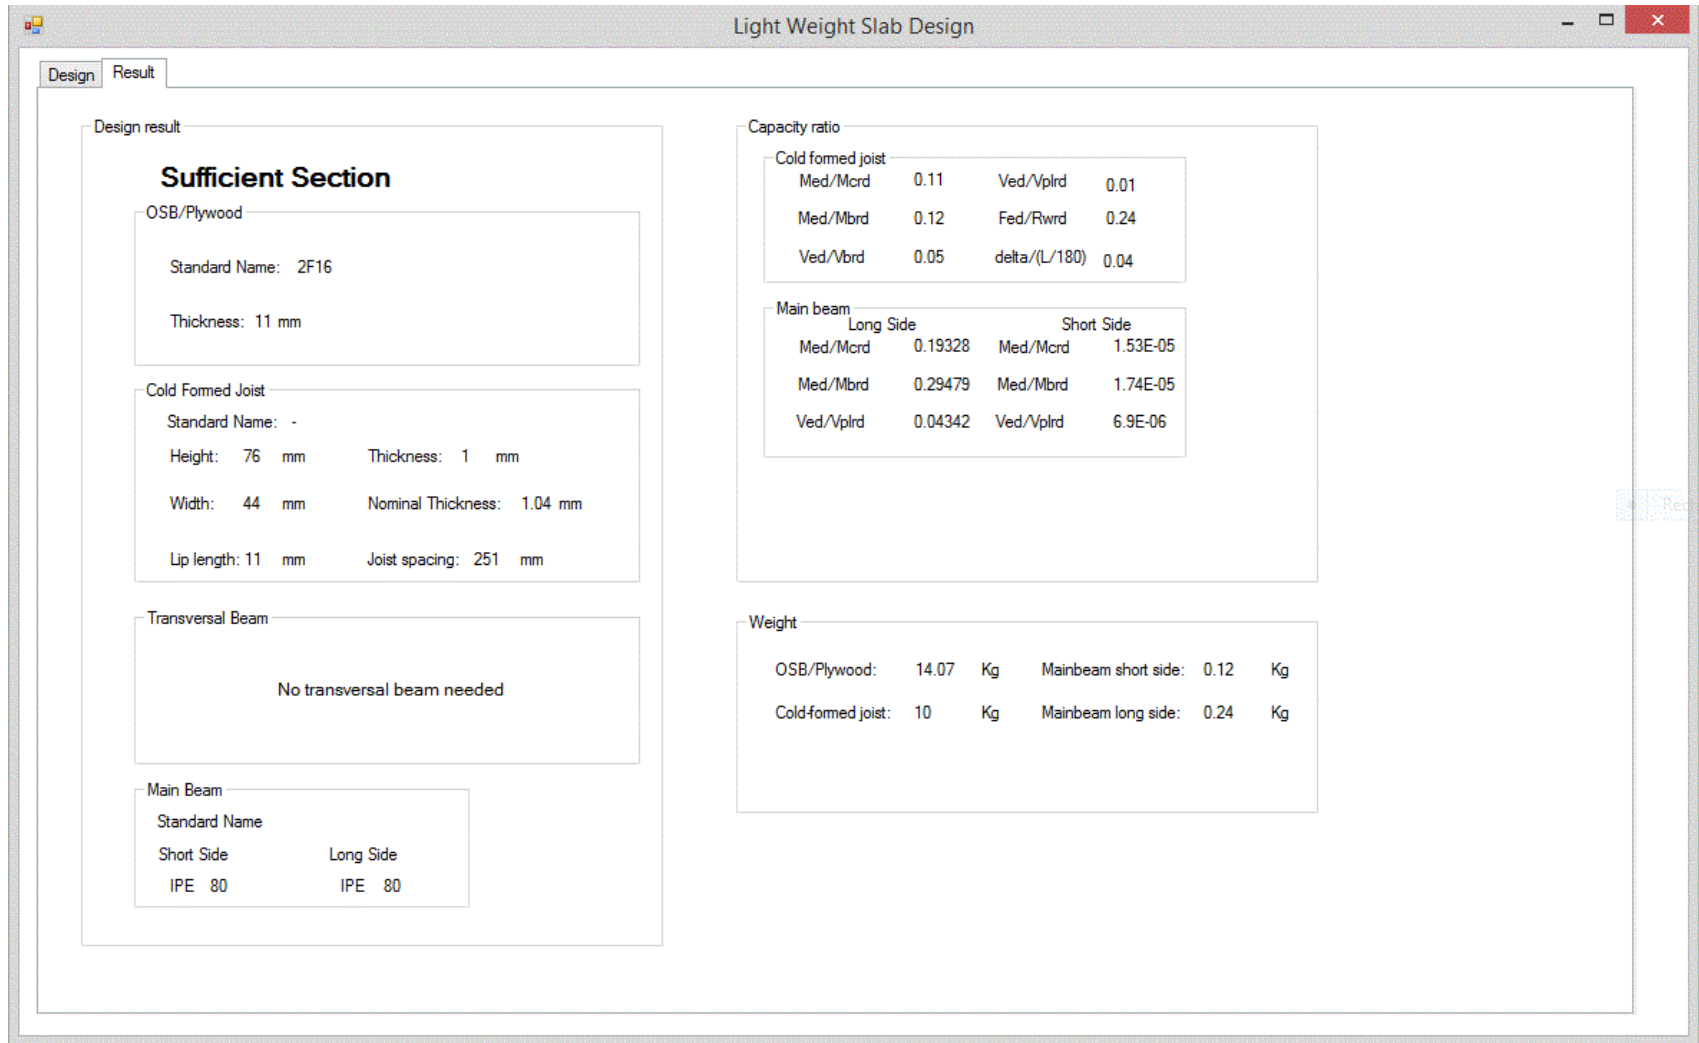 Light Weight Slab Design
Design Result
Design result
Sufficient Section
OSB/Plywood
Standard Name: 2F16
Thickness: 11 mm
Cold Formed Joist
Standard Name: -
Height: 76 mm Thickness: 1 mm
Width: 44 mm Nominal Thickness: 1.04 mm
Lip length: 11 mm Joist spacing: 251 mm
Transversal Beam
No transversal beam needed
Main Beam
Standard Name
Short Side Long Side
IPE 80 IPE 80
Capacity ratio
Cold formed joist
Med/Mcrd 0.11 Ved/Vplrd 0.01
Med/Mbrd 0.12 Fed/Rwrd 0.24
Ved/Vbrd 0.05 delta/(L/180) 0.04
Main beam
Long Side Short Side
Med/Mcrd 0.19328 Med/Mcrd 1.53E-05
Med/Mbrd 0.29479 Med/Mbrd 1.74E-05
Ved/Vplrd 0.04342 Ved/Vplrd 6.9E-06
Weight
OSB/Plywood: 14.07 Kg Mainbeam short side: 0.12 Kg
Cold-formed joist: 10 Kg Mainbeam long side: 0.24 Kg